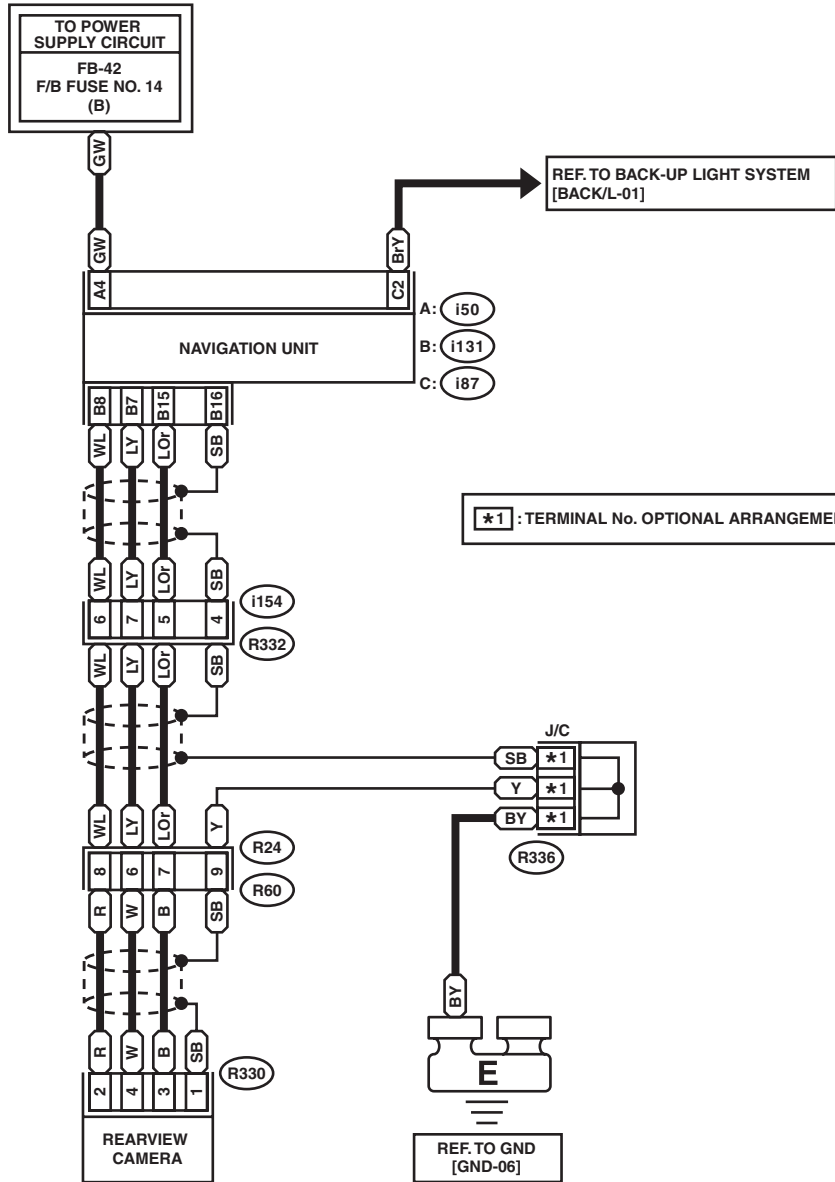 TO POWER
SUPPLY CIRCUIT
FB-42
F/B FUSE NO. 14
(B)
GW
GW
BrY
REF. TO BACK-UP LIGHT SYSTEM
[BACK/L-01]
A4
C2
A: i50
NAVIGATION UNIT
B: i131
C: i87
B8 B7 B15 B16
WL LY LOr SB
*1 : TERMINAL No. OPTIONAL ARRANGEME
WL LY LOr SB
i154
6 7 5 4
R332
WL LY LOr SB
J/C
SB *1
Y *1
BY *1
WL LY LOr Y
R24
R336
8 6 7 9
R60
R W B SB
BY
E
R W B SB
R330
2 4 3 1
REARVIEW
CAMERA
REF. TO GND
[GND-06]